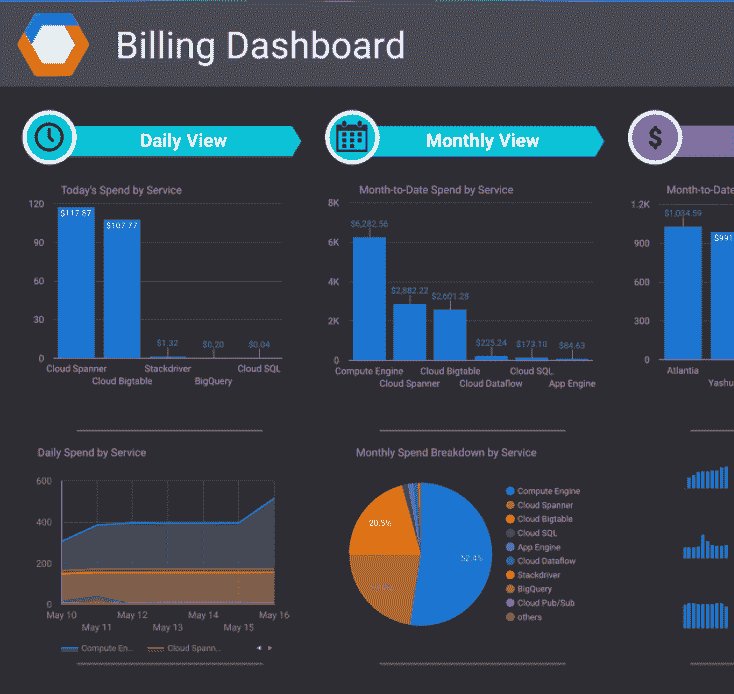 Billing Dashboard
Daily View
Monthly View
$
Today's Spend by Service
120
90
60
30
0
$117.87
$107.77
$1.32
$0.20
$0.04
Cloud Spanner
Cloud Bigtable
Stackdriver
BigQuery
Cloud SQL
Month-to-Date Spend by Service
8K
6K
4K
2K
0
$6,282.56
$2,882.22
$2,601.28
$225.24
$173.10
$84.63
Compute Engine
Cloud Spanner
Cloud Bigtable
Cloud Dataflow
Cloud SQL
App Engine
Month-to-Date
1.2K
900
600
300
0
$1,034.59
$991
Atlantia
Yashu
Daily Spend by Service
600
400
200
0
May 10
May 11
May 12
May 13
May 14
May 15
May 16
Compute En...
Cloud Spann...
Monthly Spend Breakdown by Service
20.5%
52.4%
Compute Engine
Cloud Spanner
Cloud Bigtable
Cloud SQL
App Engine
Cloud Dataflow
Stackdriver
BigQuery
Cloud Pub/Sub
others